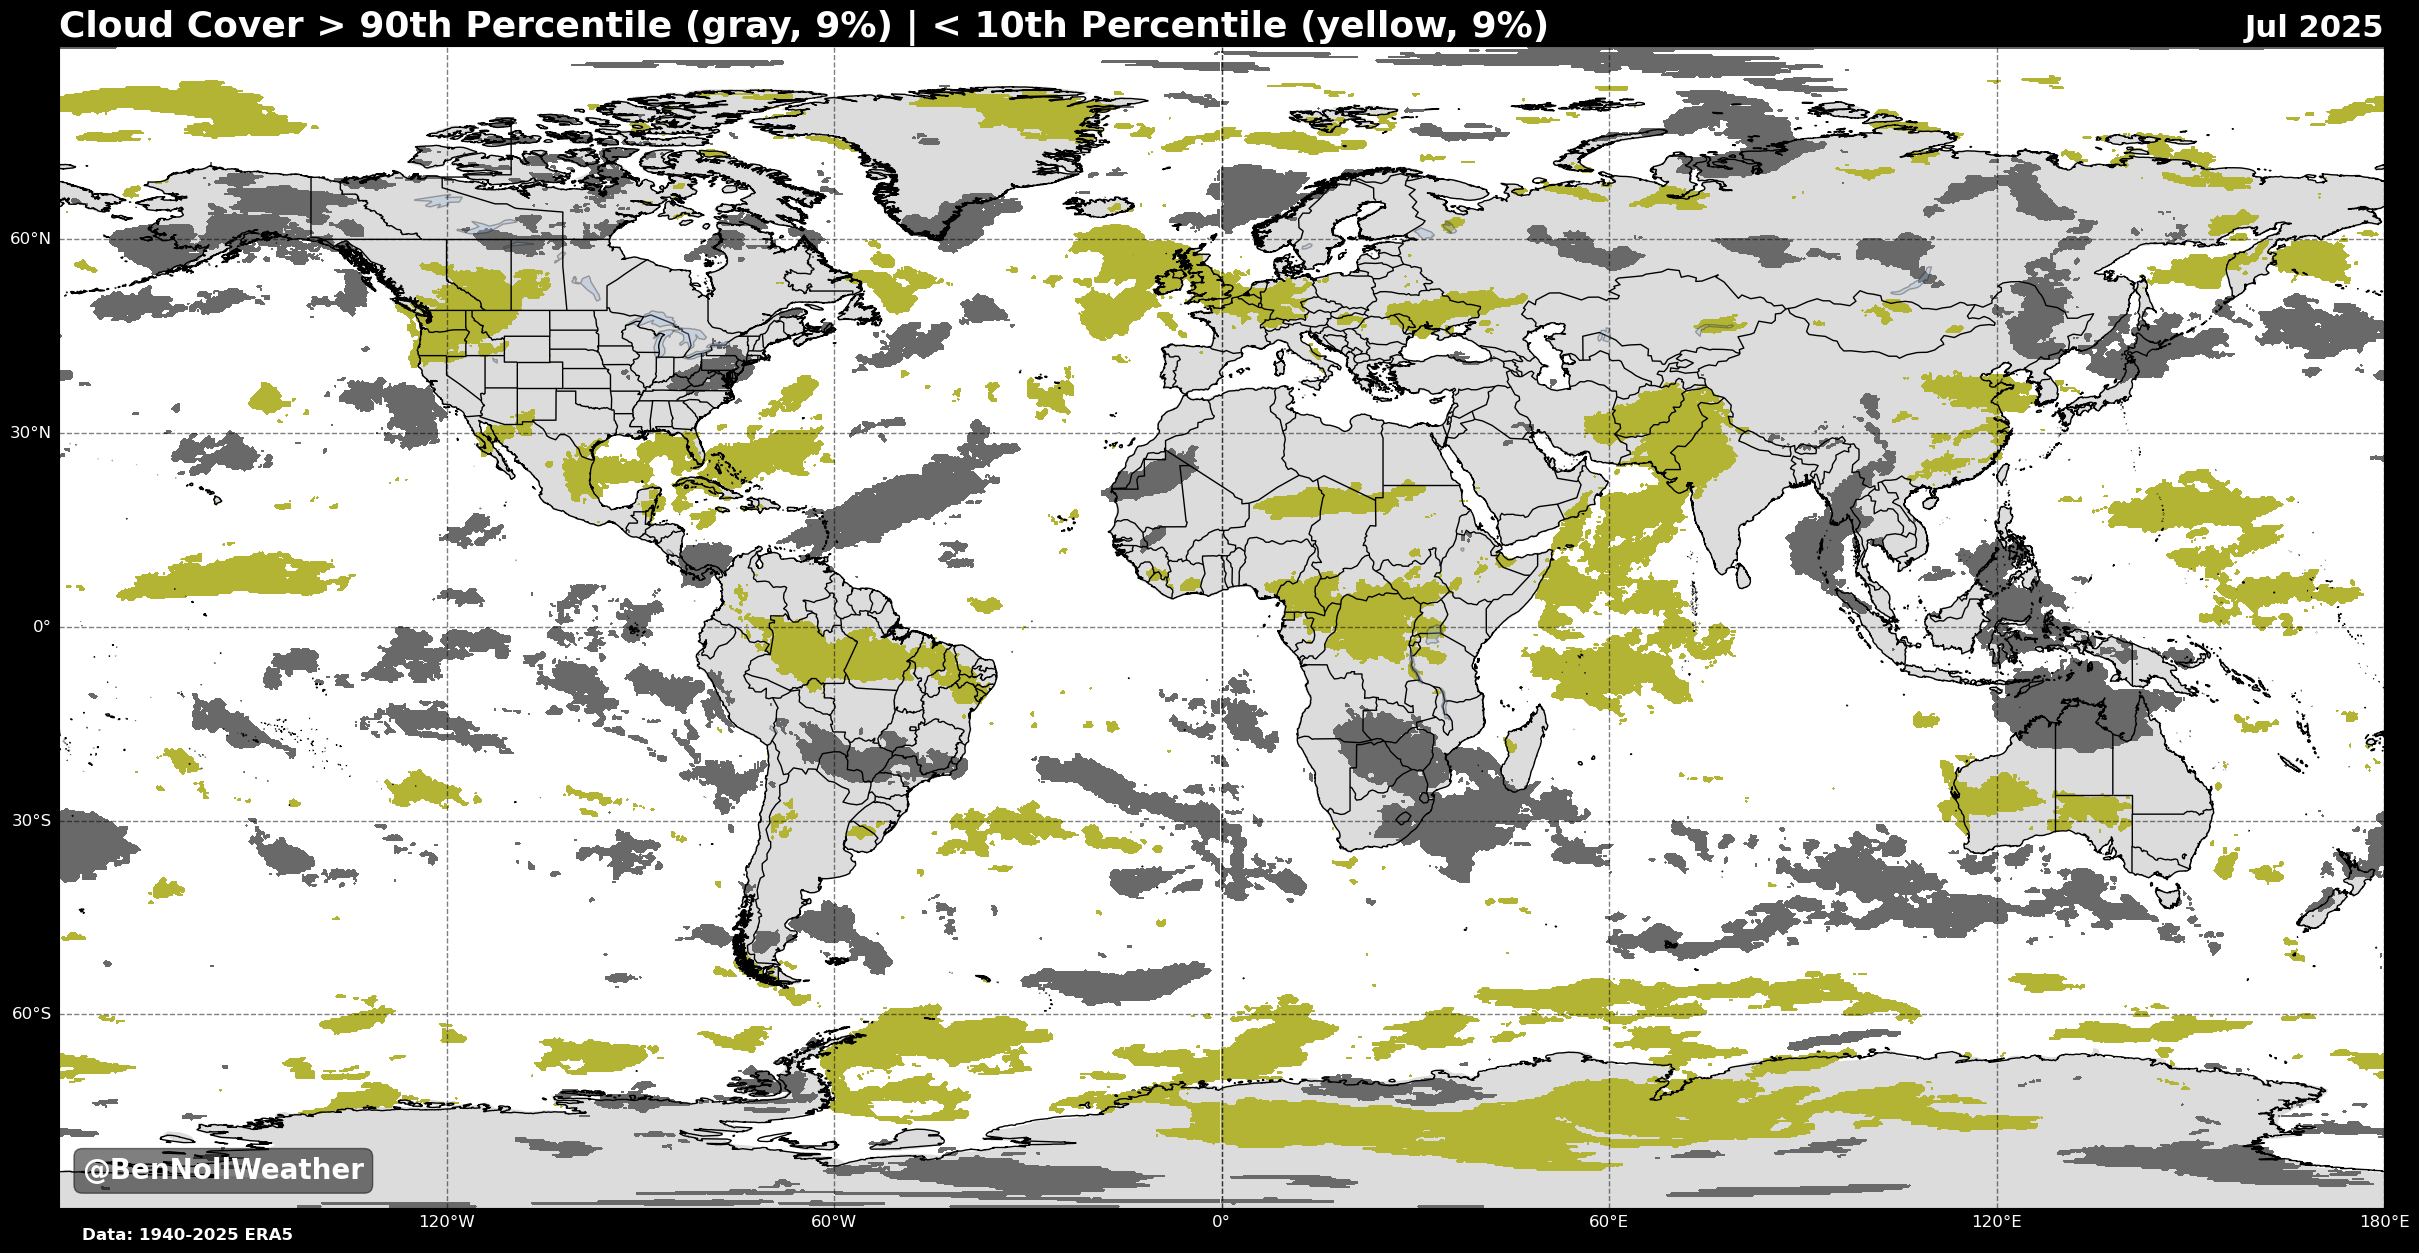 Cloud Cover > 90th Percentile (gray, 9%) | < 10th Percentile (yellow, 9%)
Jul 2025
60°N
30°N
0°
30°S
60°S
@BenNollWeather
120°W
60°W
0°
60°E
120°E
180°E
Data: 1940-2025 ERA5